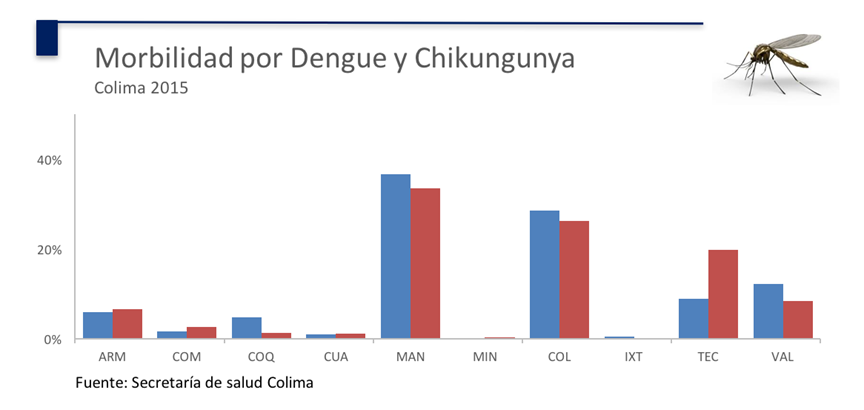 Morbilidad por Dengue y Chikungunya
Colima 2015
40%
20%
0%
ARM COM COQ CUA MAN MIN COL IXT TEC VAL
Fuente: Secretaría de salud Colima